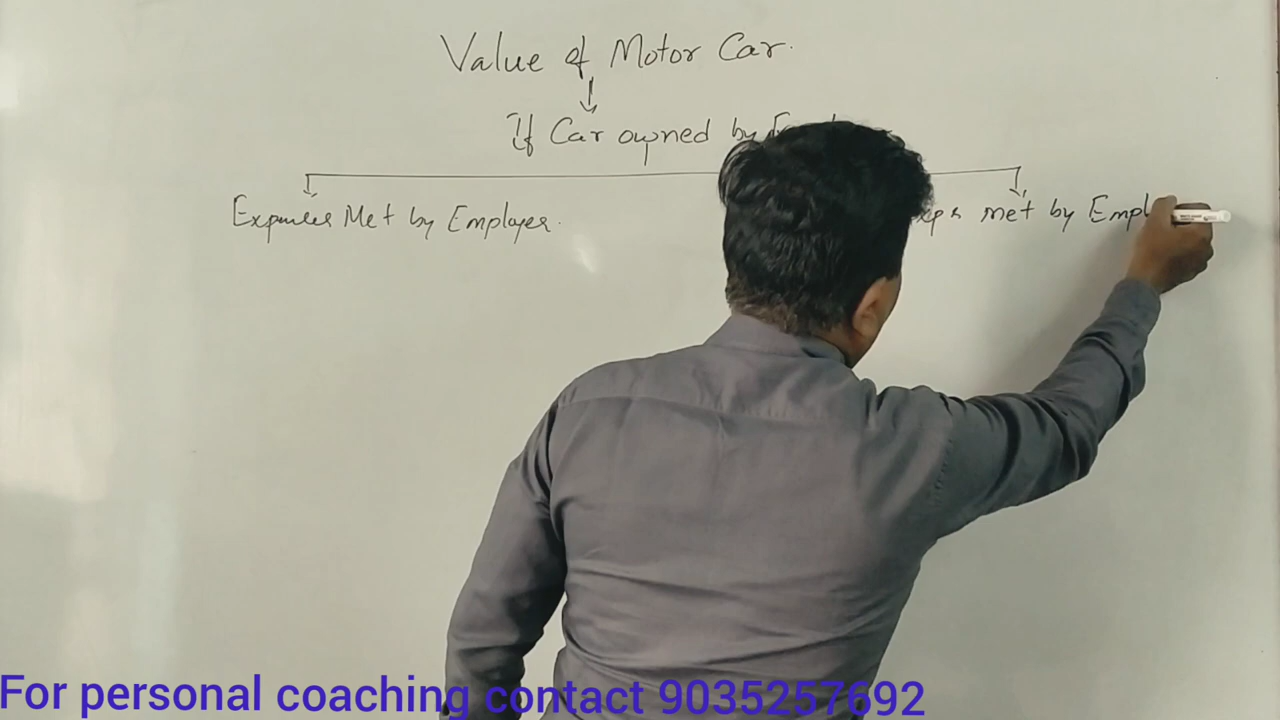 Value of Motor Car.
If Car owned by
Expenses Met by Employer.
met by Empl
For personal coaching contact 9035257692